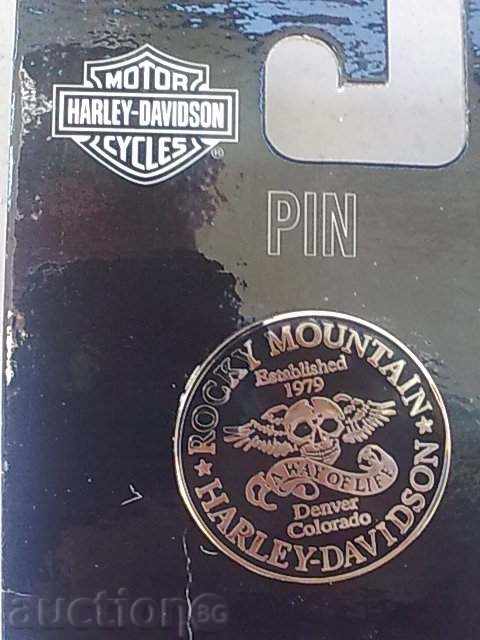 MOTOR
HARLEY-DAVIDSON
CYCLES
®
PIN
★ ROCKY MOUNTAIN ★
Established
1979
A WAY OF LIFE
Denver
Colorado
HARLEY-DAVIDSON
auction BG